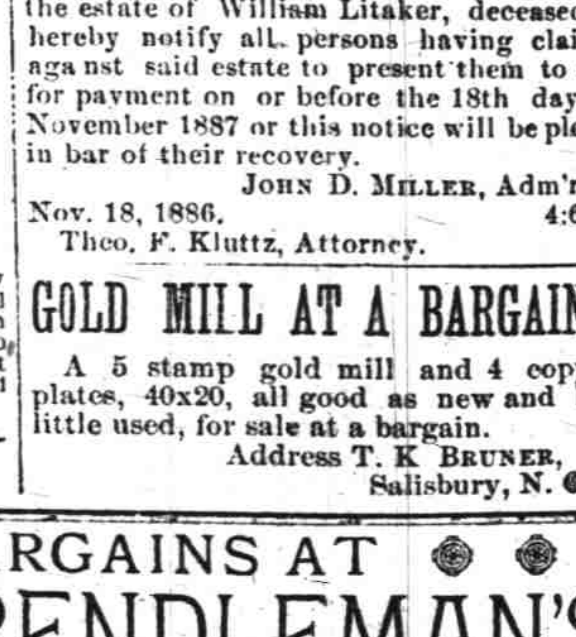 the estate of William Litaker, deceased
hereby notify all persons having clai
aga nst said estate to present them to
for payment on or before the 18th day
November 1887 or this notice will be ple
in bar of their recovery.
JOHN D. MILLER, Adm'r
Nov. 18, 1886. 4:6
Theo. F. Kluttz, Attorney.
GOLD MILL AT A BARGAIN
A 5 stamp gold mill and 4 cop
plates, 40x20, all good as new and
little used, for sale at a bargain.
Address T. K BRUNER,
Salisbury, N.
RGAINS AT
ENDLEMAN'S